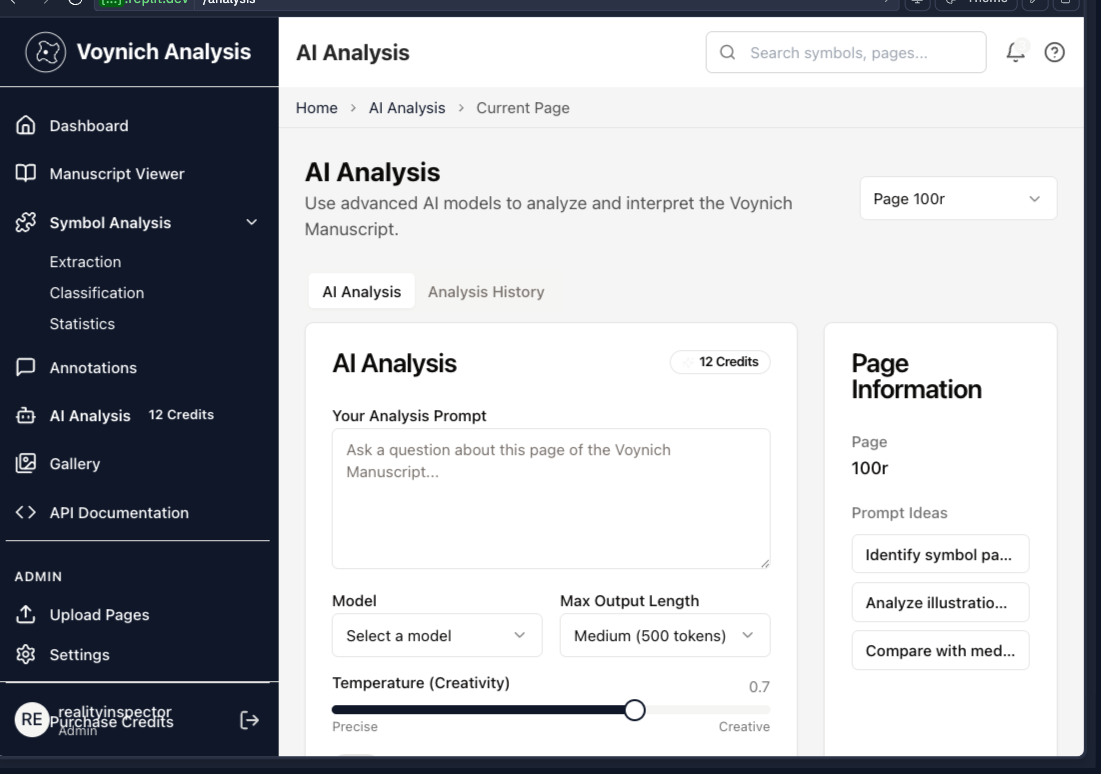 [...].replit.dev /analysis
Theme
Voynich Analysis
AI Analysis
Search symbols, pages...
Home > AI Analysis > Current Page
Dashboard
Manuscript Viewer
Symbol Analysis
Extraction
Classification
Statistics
Annotations
AI Analysis 12 Credits
Gallery
API Documentation
ADMIN
Upload Pages
Settings
RE
realityinspector
Purchase Credits
Admin
AI Analysis
Use advanced AI models to analyze and interpret the Voynich
Manuscript.
Page 100r
AI Analysis Analysis History
AI Analysis
12 Credits
Your Analysis Prompt
Ask a question about this page of the Voynich
Manuscript...
Model
Select a model
Max Output Length
Medium (500 tokens)
Temperature (Creativity)
0.7
Precise
Creative
Page
Information
Page
100r
Prompt Ideas
Identify symbol pa...
Analyze illustratio...
Compare with med...